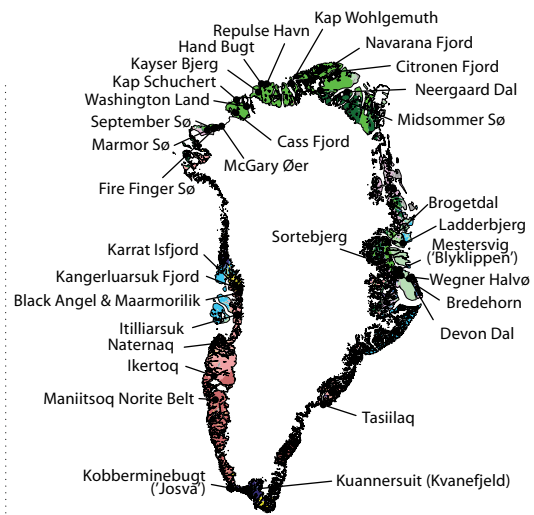 Kap Wohlgemuth
Repulse Havn
Navarana Fjord
Hand Bugt
Kayser Bjerg
Citronen Fjord
Kap Schuchert
Neergaard Dal
Washington Land
September Sø
Midsommer Sø
Marmor Sø
Cass Fjord
McGary Øer
Fire Finger Sø
Brogetdal
Ladderbjerg
Sortebjerg
Mestersvig
('Blyklippen')
Karrat Isfjord
Kangerluarsuk Fjord
Wegner Halvø
Black Angel & Maarmorilik
Bredehorn
Itilliarsuk
Devon Dal
Naternaq
Ikertoq
Maniitsoq Norite Belt
Tasiilaq
Kobberminebugt
('Josva')
Kuannersuit (Kvanefjeld)